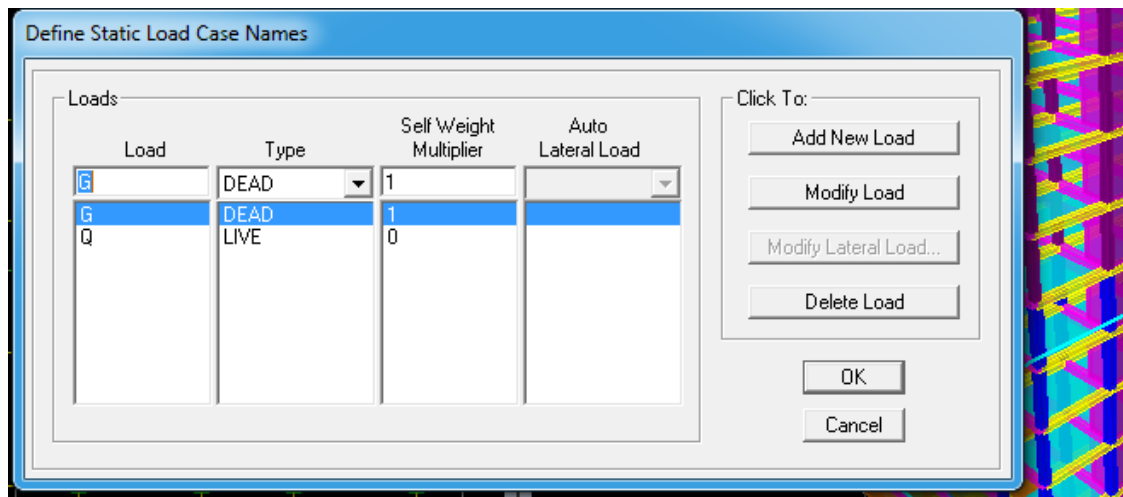 Define Static Load Case Names
Loads
Load Type Self Weight Multiplier Auto Lateral Load
G DEAD 1
G DEAD 1
Q LIVE 0
Click To:
Add New Load
Modify Load
Modify Lateral Load...
Delete Load
OK
Cancel